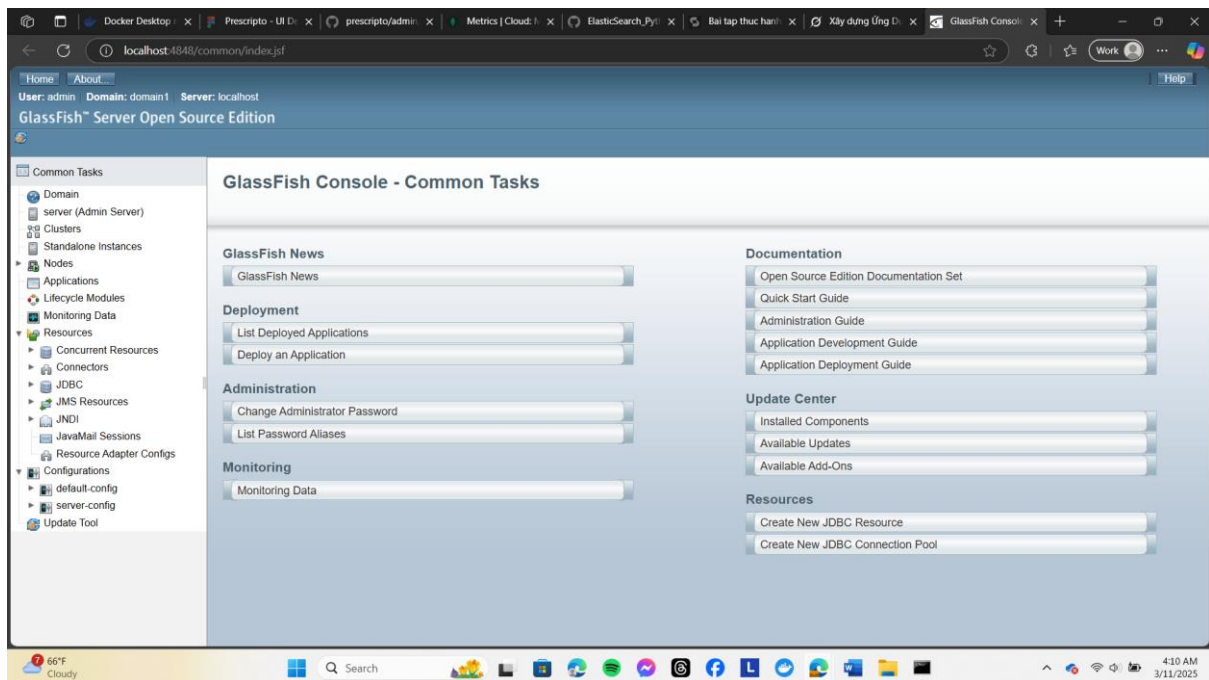 Docker Desktop
Prescripto - UI De
prescripto/admin
Metrics | Cloud: M
ElasticSearch_Pyt
Bai tap thuc hanh
Xây dựng Ứng D
GlassFish Console
localhost:4848/common/index.jsf
Work
Home About...
Help
User: admin Domain: domain1 Server: localhost
GlassFish™ Server Open Source Edition
Common Tasks
Domain
server (Admin Server)
Clusters
Standalone Instances
Nodes
Applications
Lifecycle Modules
Monitoring Data
Resources
Concurrent Resources
Connectors
JDBC
JMS Resources
JNDI
JavaMail Sessions
Resource Adapter Configs
Configurations
default-config
server-config
Update Tool
GlassFish Console - Common Tasks
GlassFish News
GlassFish News
Deployment
List Deployed Applications
Deploy an Application
Administration
Change Administrator Password
List Password Aliases
Monitoring
Monitoring Data
Documentation
Open Source Edition Documentation Set
Quick Start Guide
Administration Guide
Application Development Guide
Application Deployment Guide
Update Center
Installed Components
Available Updates
Available Add-Ons
Resources
Create New JDBC Resource
Create New JDBC Connection Pool
7
66°F
Cloudy
Search
4:10 AM
3/11/2025